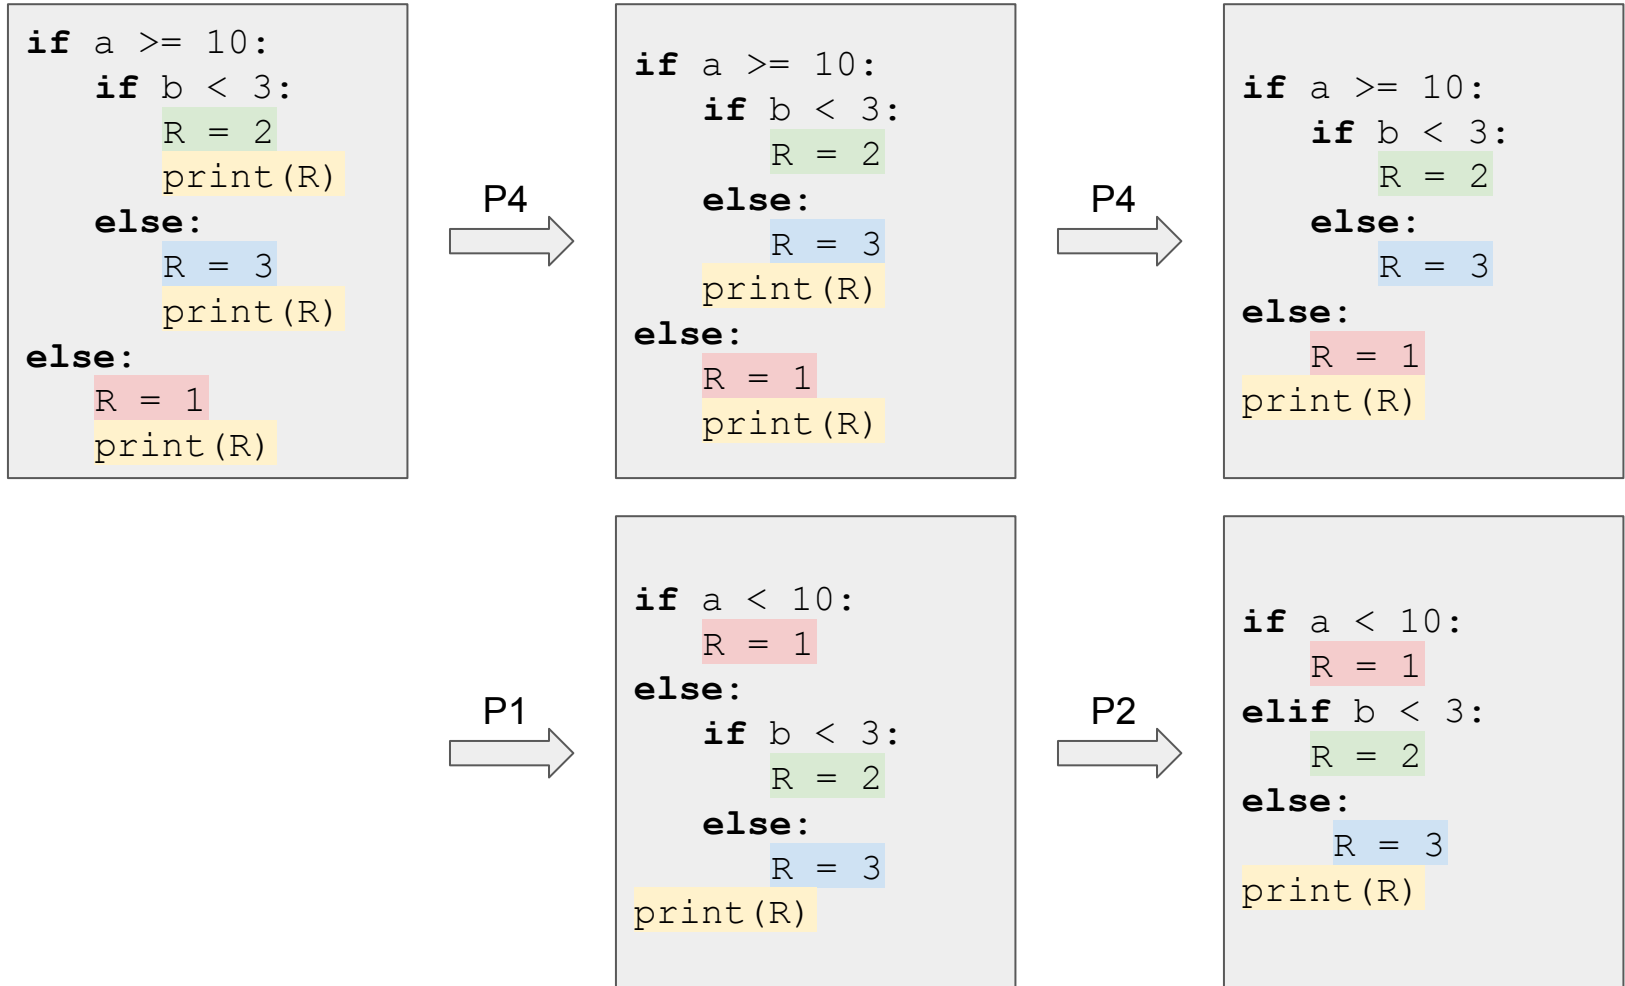 if a >= 10:
    if b < 3:
        R = 2
        print(R)
    else:
        R = 3
        print(R)
else:
    R = 1
    print(R)
P4
if a >= 10:
    if b < 3:
        R = 2
    else:
        R = 3
    print(R)
else:
    R = 1
    print(R)
P4
if a >= 10:
    if b < 3:
        R = 2
    else:
        R = 3
else:
    R = 1
print(R)
P1
if a < 10:
    R = 1
else:
    if b < 3:
        R = 2
    else:
        R = 3
print(R)
P2
if a < 10:
    R = 1
elif b < 3:
    R = 2
else:
    R = 3
print(R)